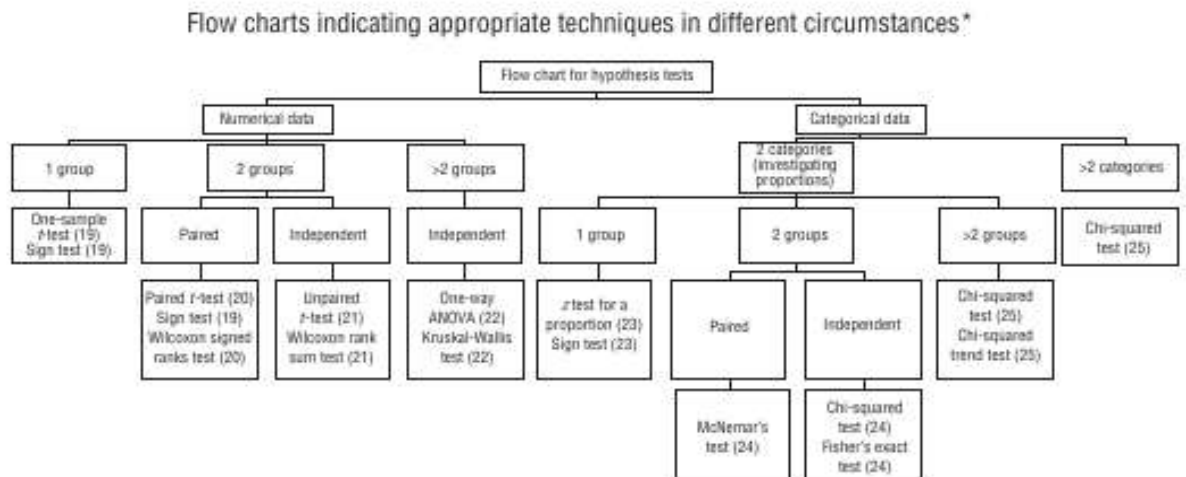 Flow charts indicating appropriate techniques in different circumstances*
Flow chart for hypothesis tests
Numerical data
Categorical data
1 group
2 groups
>2 groups
2 categories
(investigating
proportions)
>2 categories
One-sample
t-test (19)
Sign test (19)
Paired
Independent
Independent
1 group
2 groups
>2 groups
Chi-squared
test (25)
Paired t-test (20)
Sign test (19)
Wilcoxon signed
ranks test (20)
Unpaired
t-test (21)
Wilcoxon rank
sum test (21)
One-way
ANOVA (22)
Kruskal-Wallis
test (22)
z test for a
proportion (23)
Sign test (23)
Paired
Independent
Chi-squared
test (25)
Chi-squared
trend test (25)
McNemar's
test (24)
Chi-squared
test (24)
Fisher's exact
test (24)